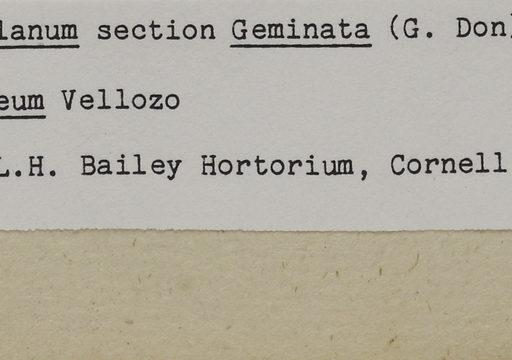 lanum section Geminata (G. Don)
eum Vellozo
L.H. Bailey Hortorium, Cornell